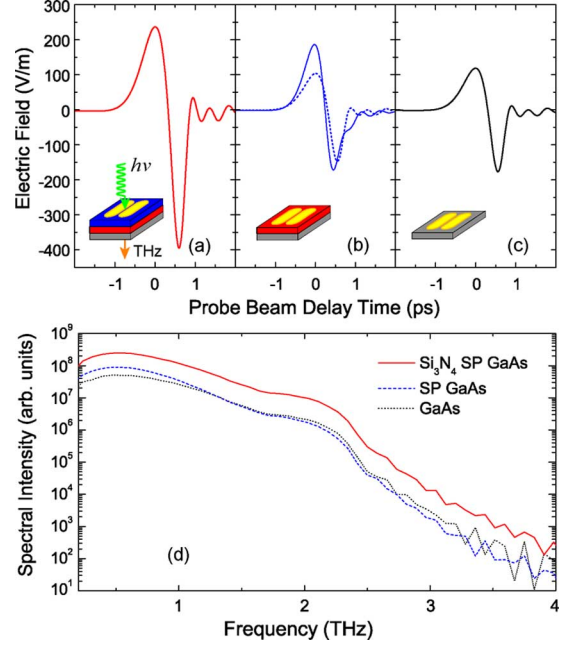 300
200
100
0
-100
-200
-300
-400
Electric Field (V/m)
hν
THz
(a)
(b)
(c)
-1 0 1 -1 0 1 -1 0 1
Probe Beam Delay Time (ps)
10⁹
10⁸
10⁷
10⁶
10⁵
10⁴
10³
10²
10¹
Spectral Intensity (arb. units)
Si₃N₄ SP GaAs
SP GaAs
GaAs
(d)
1 2 3 4
Frequency (THz)